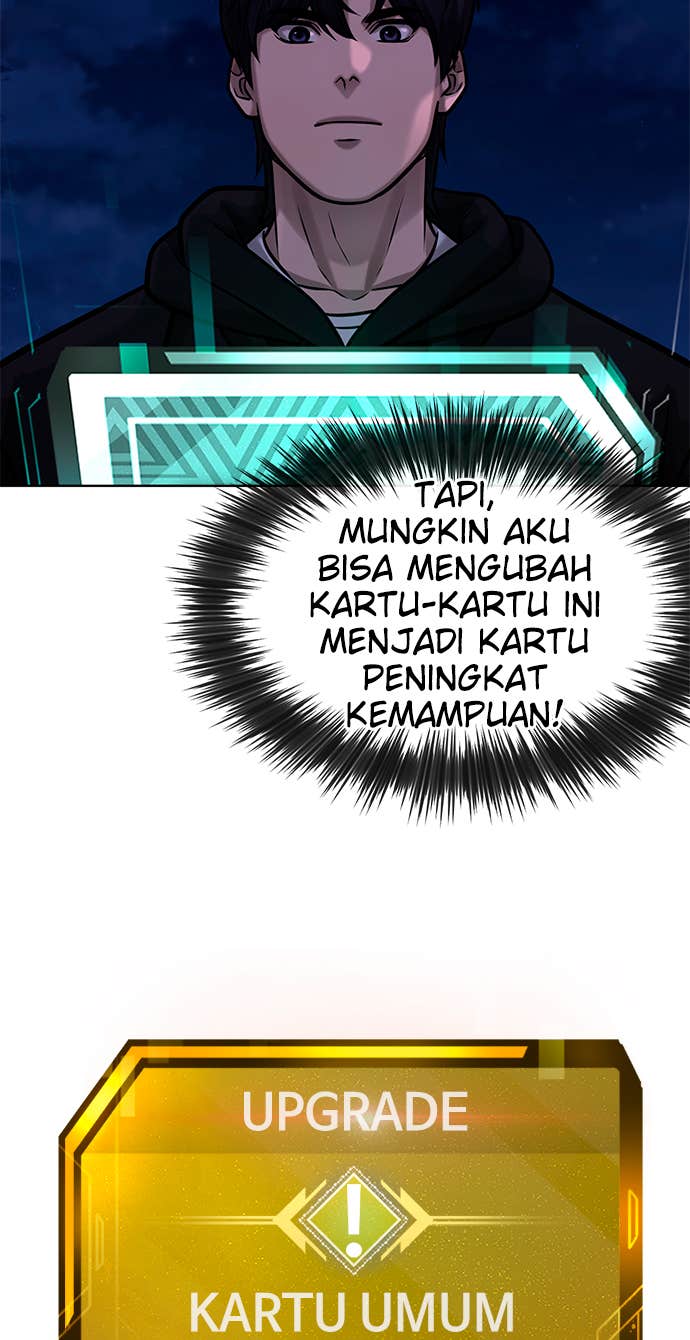 TAPI,
MUNGKIN AKU
BISA MENGUBAH
KARTU-KARTU INI
MENJADI KARTU
PENINGKAT
KEMAMPUAN!
UPGRADE
!
KARTU UMUM